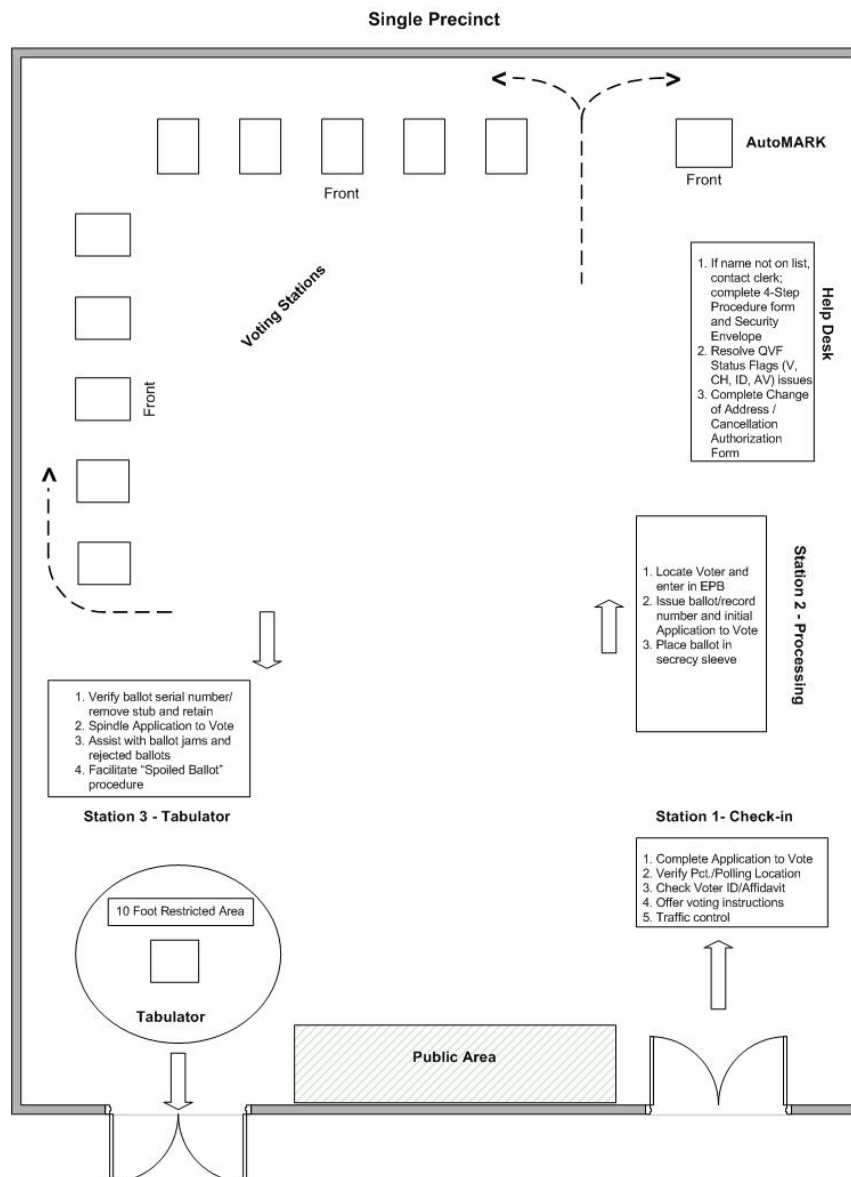 Single Precinct
AutoMARK
Front
Front
1. If name not on list,
contact clerk;
complete 4-Step
Procedure form
and Security
Envelope
2. Resolve QVF
Status Flags (V,
CH, ID, AV) issues
3. Complete Change
of Address /
Cancellation
Authorization
Form
Help Desk
Voting Stations
Front
1. Locate Voter and
enter in EPB
2. Issue ballot/record
number and initial
Application to Vote
3. Place ballot in
secrecy sleeve
Station 2 - Processing
1. Verify ballot serial number/
remove stub and retain
2. Spindle Application to Vote
3. Assist with ballot jams and
rejected ballots
4. Facilitate “Spoiled Ballot”
procedure
Station 3 - Tabulator
Station 1- Check-in
1. Complete Application to Vote
2. Verify Pct./Polling Location
3. Check Voter ID/Affidavit
4. Offer voting instructions
5. Traffic control
10 Foot Restricted Area
Tabulator
Public Area